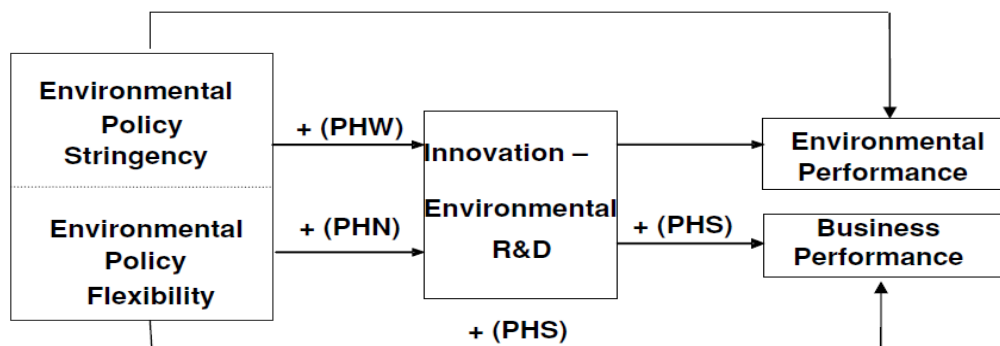 Environmental
Policy
Stringency
Environmental
Policy
Flexibility
+ (PHW)
+ (PHN)
Innovation –
Environmental
R&D
+ (PHS)
+ (PHS)
Environmental
Performance
Business
Performance